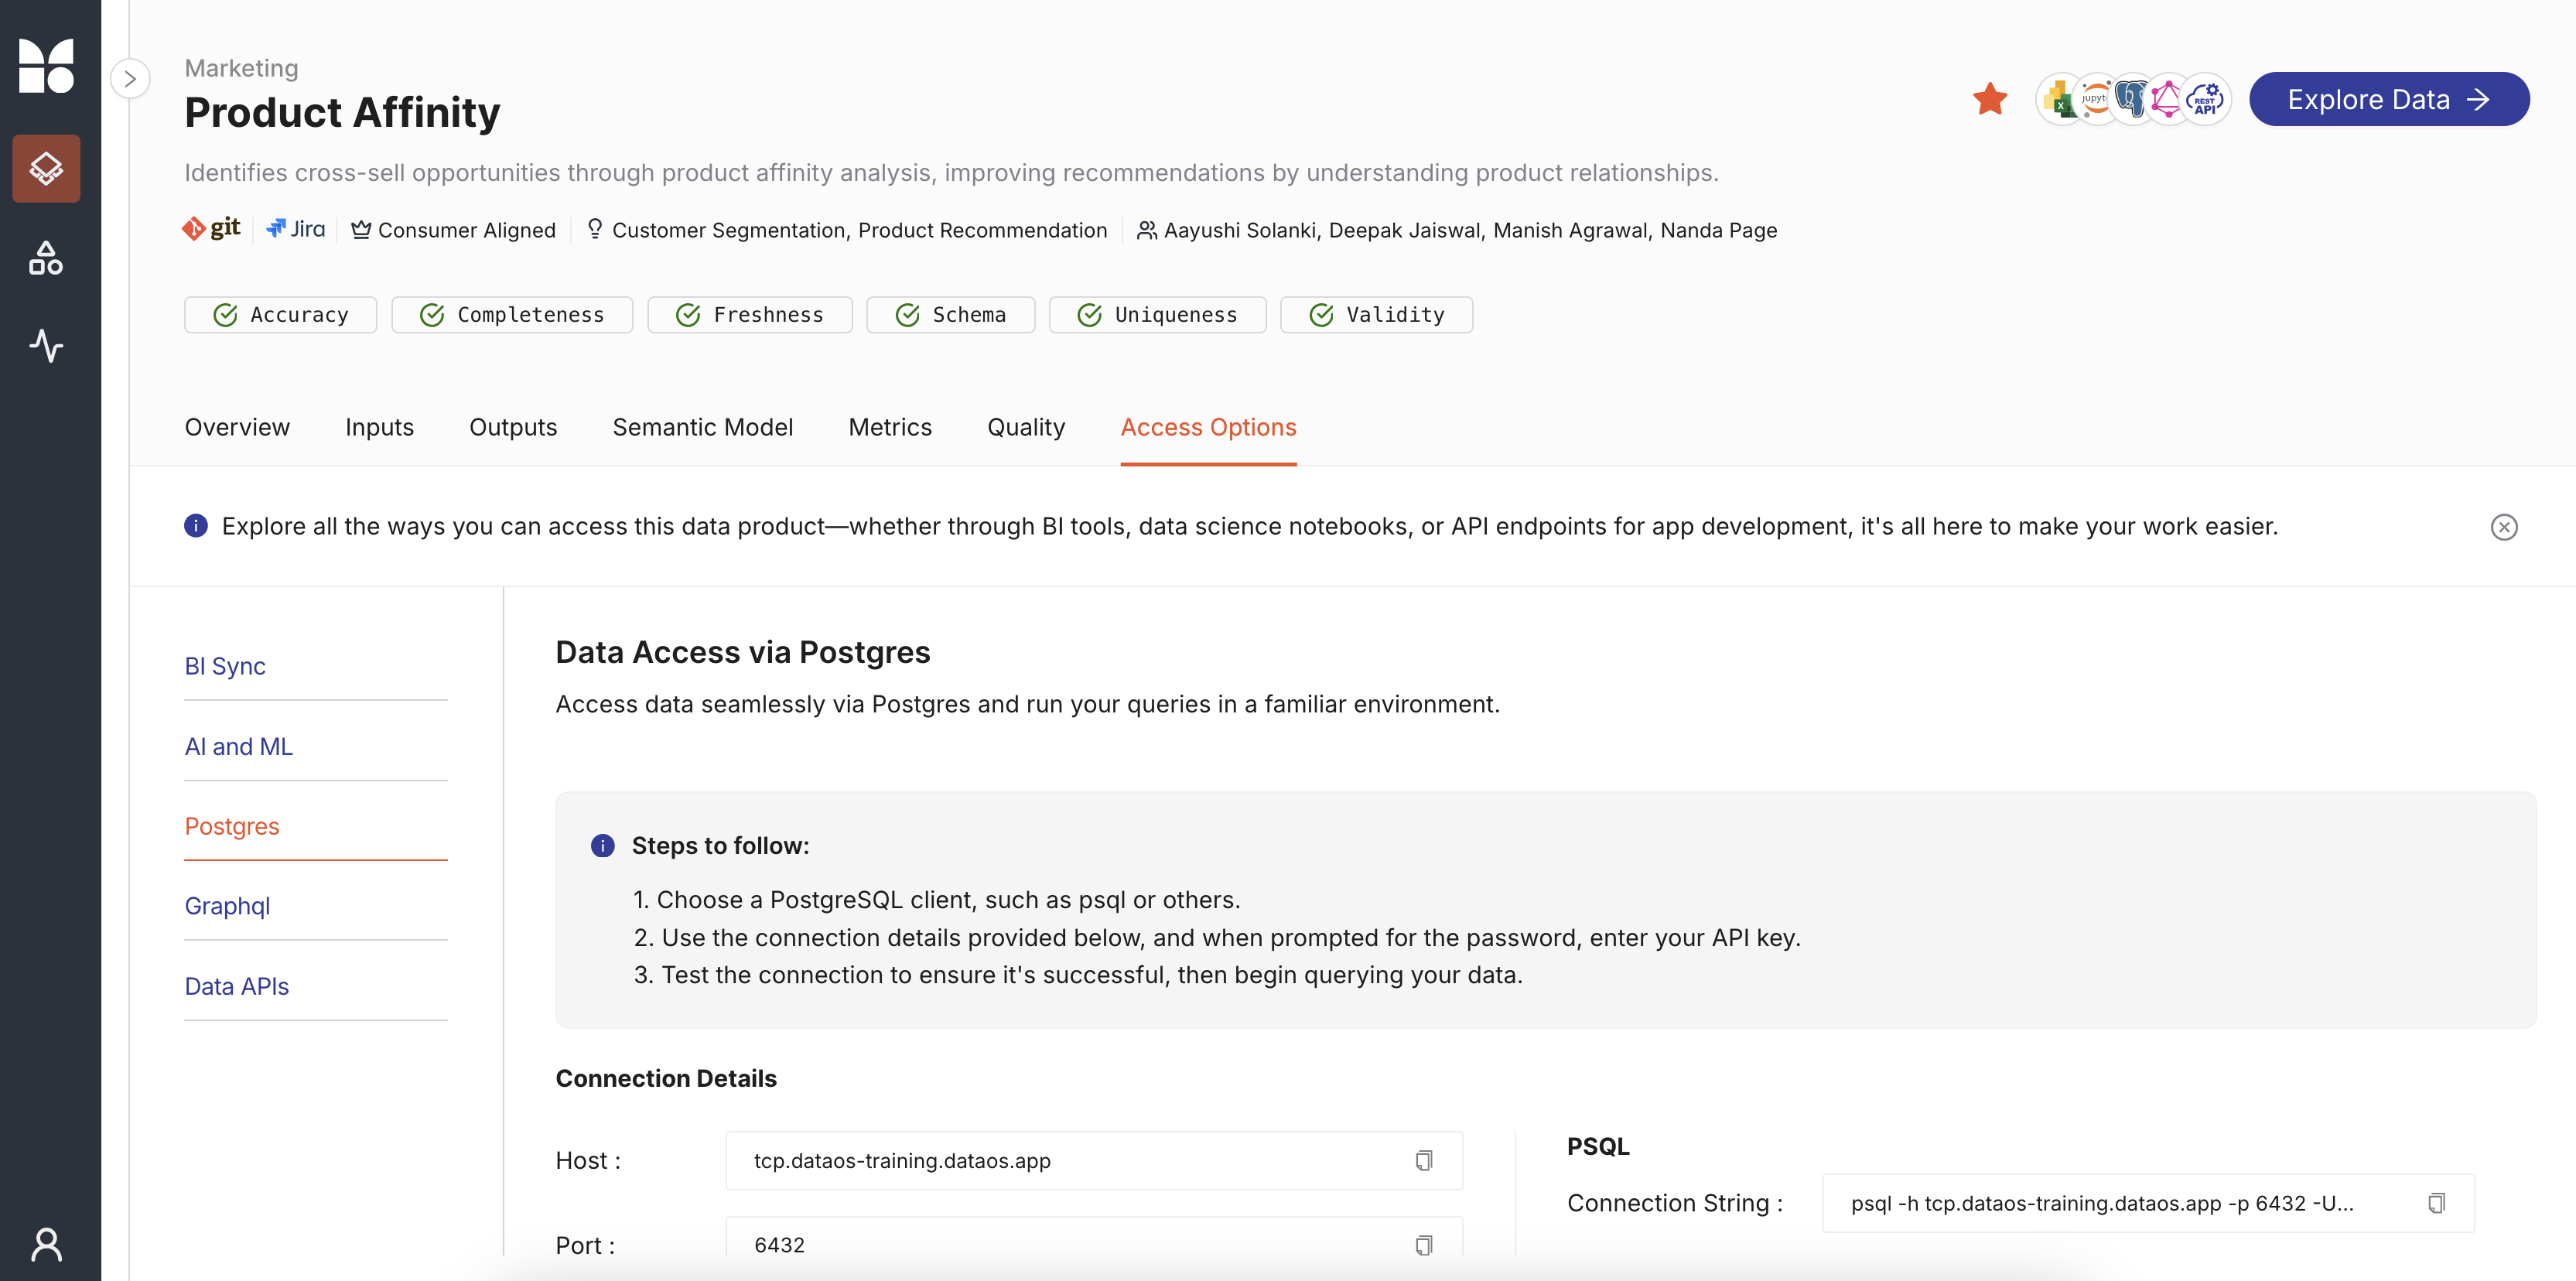 Marketing
Product Affinity
jupyt
REST
API
X
Explore Data
Identifies cross-sell opportunities through product affinity analysis, improving recommendations by understanding product relationships.
git
Jira
Consumer Aligned
Customer Segmentation, Product Recommendation
Aayushi Solanki, Deepak Jaiswal, Manish Agrawal, Nanda Page
Accuracy
Completeness
Freshness
Schema
Uniqueness
Validity
Overview
Inputs
Outputs
Semantic Model
Metrics
Quality
Access Options
Explore all the ways you can access this data product—whether through BI tools, data science notebooks, or API endpoints for app development, it's all here to make your work easier.
BI Sync
AI and ML
Postgres
Graphql
Data APIs
Data Access via Postgres
Access data seamlessly via Postgres and run your queries in a familiar environment.
Steps to follow:
1. Choose a PostgreSQL client, such as psql or others.
2. Use the connection details provided below, and when prompted for the password, enter your API key.
3. Test the connection to ensure it's successful, then begin querying your data.
Connection Details
Host :
tcp.dataos-training.dataos.app
Port :
6432
PSQL
Connection String :
psql -h tcp.dataos-training.dataos.app -p 6432 -U...